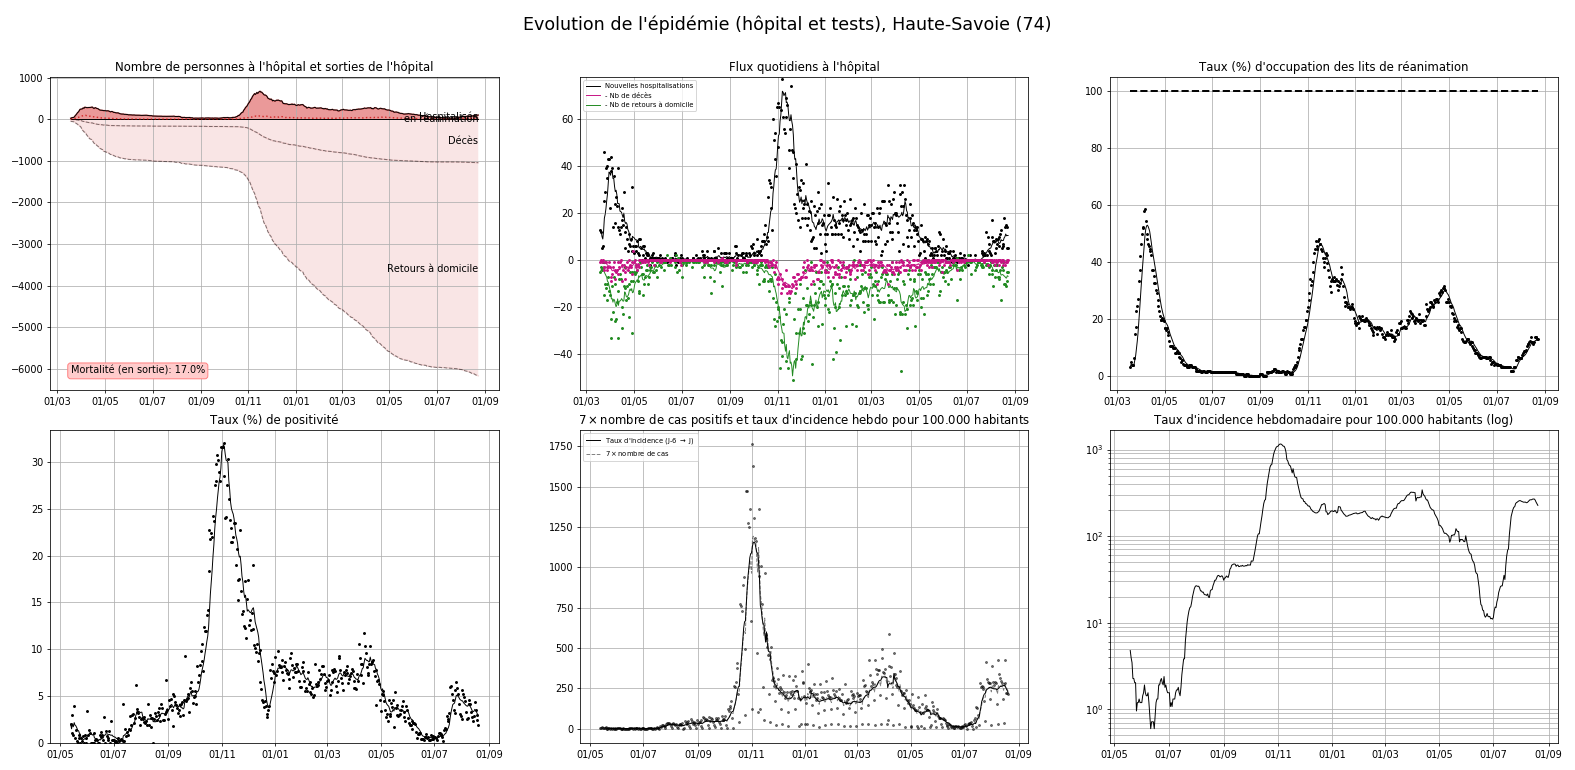 Evolution de l'épidémie (hôpital et tests), Haute-Savoie (74)
Nombre de personnes à l'hôpital et sorties de l'hôpital
1000
0
−1000
−2000
−3000
−4000
−5000
−6000
Hospitalisés
en réanimation
Décès
Retours à domicile
Mortalité (en sortie): 17.0%
01/03 01/05 01/07 01/09 01/11 01/01 01/03 01/05 01/07 01/09
Flux quotidiens à l'hôpital
Nouvelles hospitalisations
- Nb de décès
- Nb de retours à domicile
60
40
20
0
−20
−40
01/03 01/05 01/07 01/09 01/11 01/01 01/03 01/05 01/07 01/09
Taux (%) d'occupation des lits de réanimation
100
80
60
40
20
0
01/03 01/05 01/07 01/09 01/11 01/01 01/03 01/05 01/07 01/09
Taux (%) de positivité
30
25
20
15
10
5
0
01/05 01/07 01/09 01/11 01/01 01/03 01/05 01/07 01/09
7 × nombre de cas positifs et taux d'incidence hebdo pour 100.000 habitants
Taux d'incidence (J-6 → J)
7 × nombre de cas
1750
1500
1250
1000
750
500
250
0
01/05 01/07 01/09 01/11 01/01 01/03 01/05 01/07 01/09
Taux d'incidence hebdomadaire pour 100.000 habitants (log)
10³
10²
10¹
10⁰
01/05 01/07 01/09 01/11 01/01 01/03 01/05 01/07 01/09